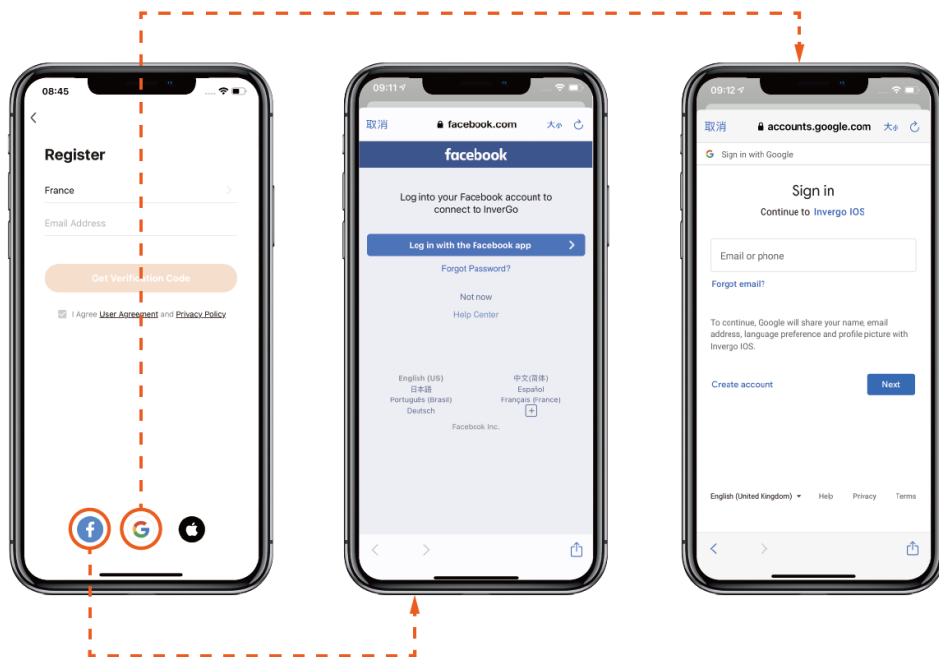 08:45
Register
France
Email Address
Get Verification Code
I Agree User Agreement and Privacy Policy
09:11
取消
facebook.com
大小
facebook
Log into your Facebook account to
connect to InverGo
Log in with the Facebook app
Forgot Password?
Not now
Help Center
English (US)
中文(简体)
日本語
Español
Português (Brasil)
Français (France)
Deutsch
Facebook Inc.
09:12
取消
accounts.google.com
大小
Sign in with Google
Sign in
Continue to Invergo IOS
Email or phone
Forgot email?
To continue, Google will share your name, email
address, language preference and profile picture with
Invergo IOS.
Create account
Next
English (United Kingdom)
Help
Privacy
Terms